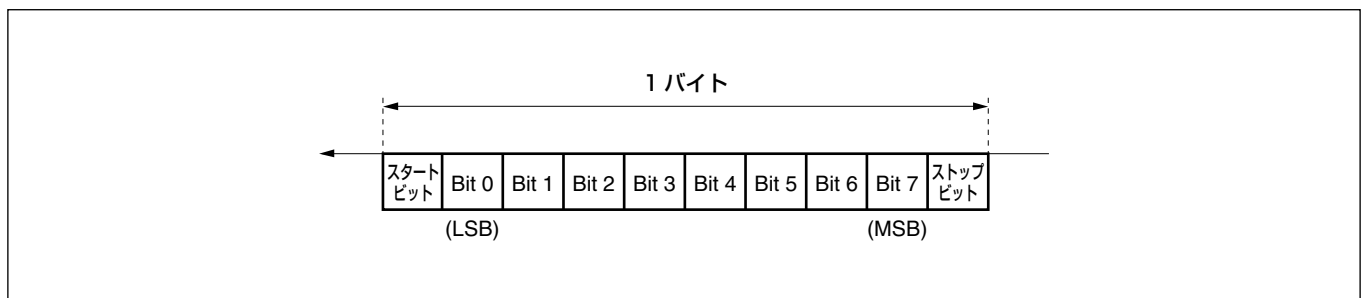 1 バイト
スタート
ビット
Bit 0
Bit 1
Bit 2
Bit 3
Bit 4
Bit 5
Bit 6
Bit 7
ストップ
ビット
(LSB)
(MSB)